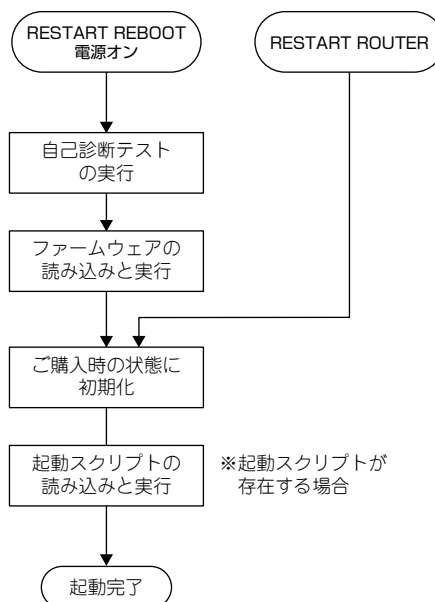 RESTART REBOOT
電源オン
RESTART ROUTER
自己診断テスト
の実行
ファームウェアの
読み込みと実行
ご購入時の状態に
初期化
起動スクリプトの
読み込みと実行
※起動スクリプトが
存在する場合
起動完了